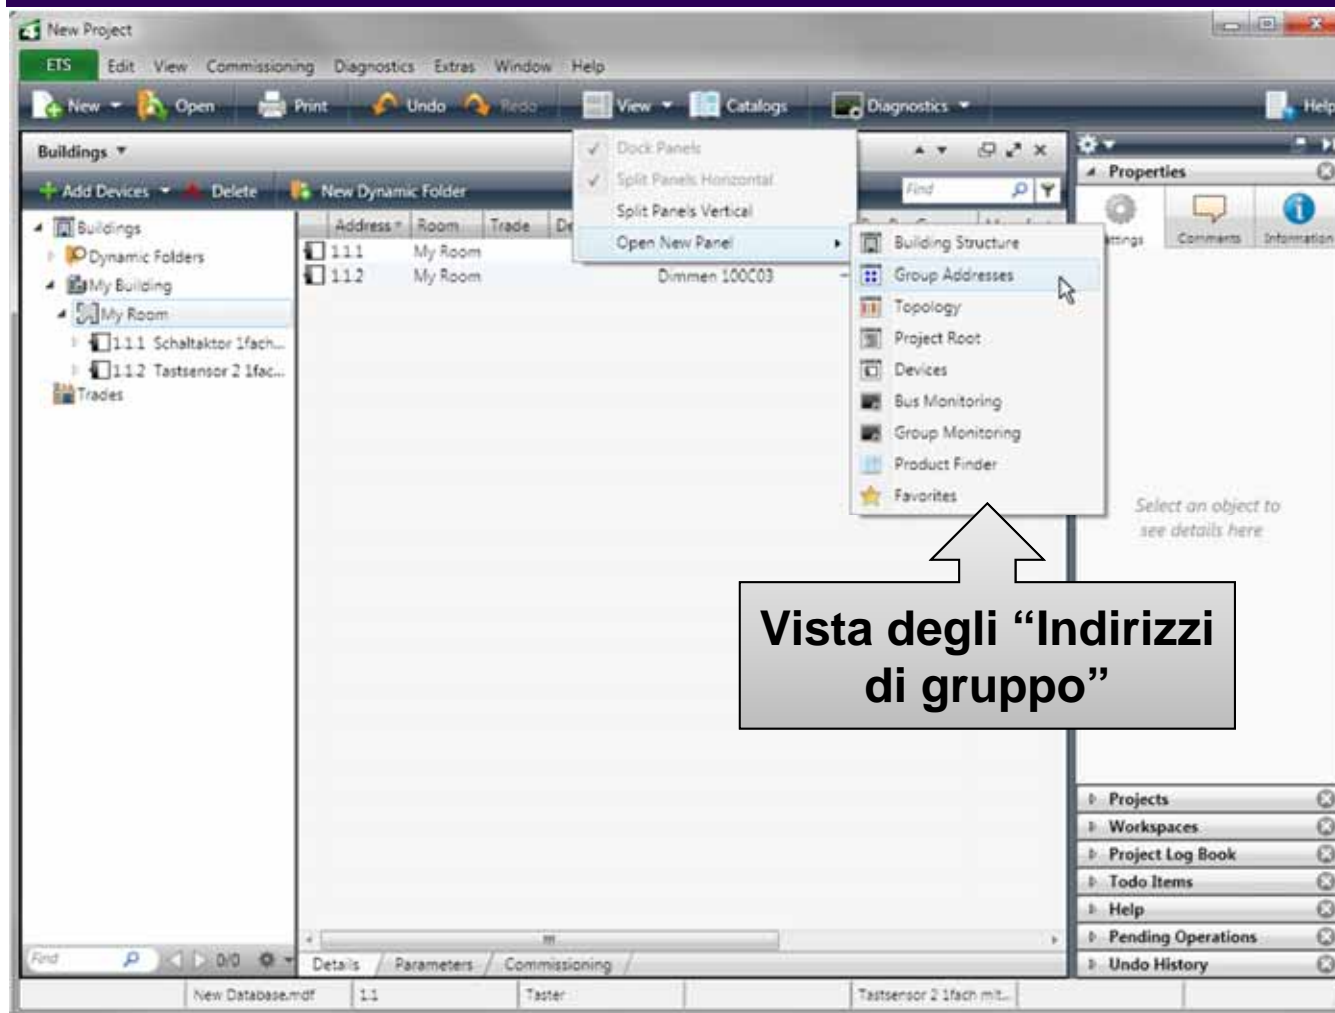 New Project
ETS Edit View Commissioning Diagnostics Extras Window Help
New Open Print Undo Redo View Catalogs Diagnostics Help
Buildings
Add Devices Delete New Dynamic Folder Find
Dock Panels
Split Panels Horizontal
Split Panels Vertical
Open New Panel
Building Structure
Group Addresses
Topology
Project Root
Devices
Bus Monitoring
Group Monitoring
Product Finder
Favorites
Buildings
Dynamic Folders
My Building
My Room
1.1.1 Schaltaktor 1fach...
1.1.2 Tastsensor 2 1fac...
Trades
Address Room Trade De
1.1.1 My Room
1.1.2 My Room Dimmen 100C03
Properties
Comments Information
Select an object to
see details here
Vista degli “Indirizzi
di gruppo”
Projects
Workspaces
Project Log Book
Todo Items
Help
Pending Operations
Undo History
Find 0/0
Details Parameters Commissioning
New Database.mdf 1.1 Taster Tastsensor 2 1fach mit...